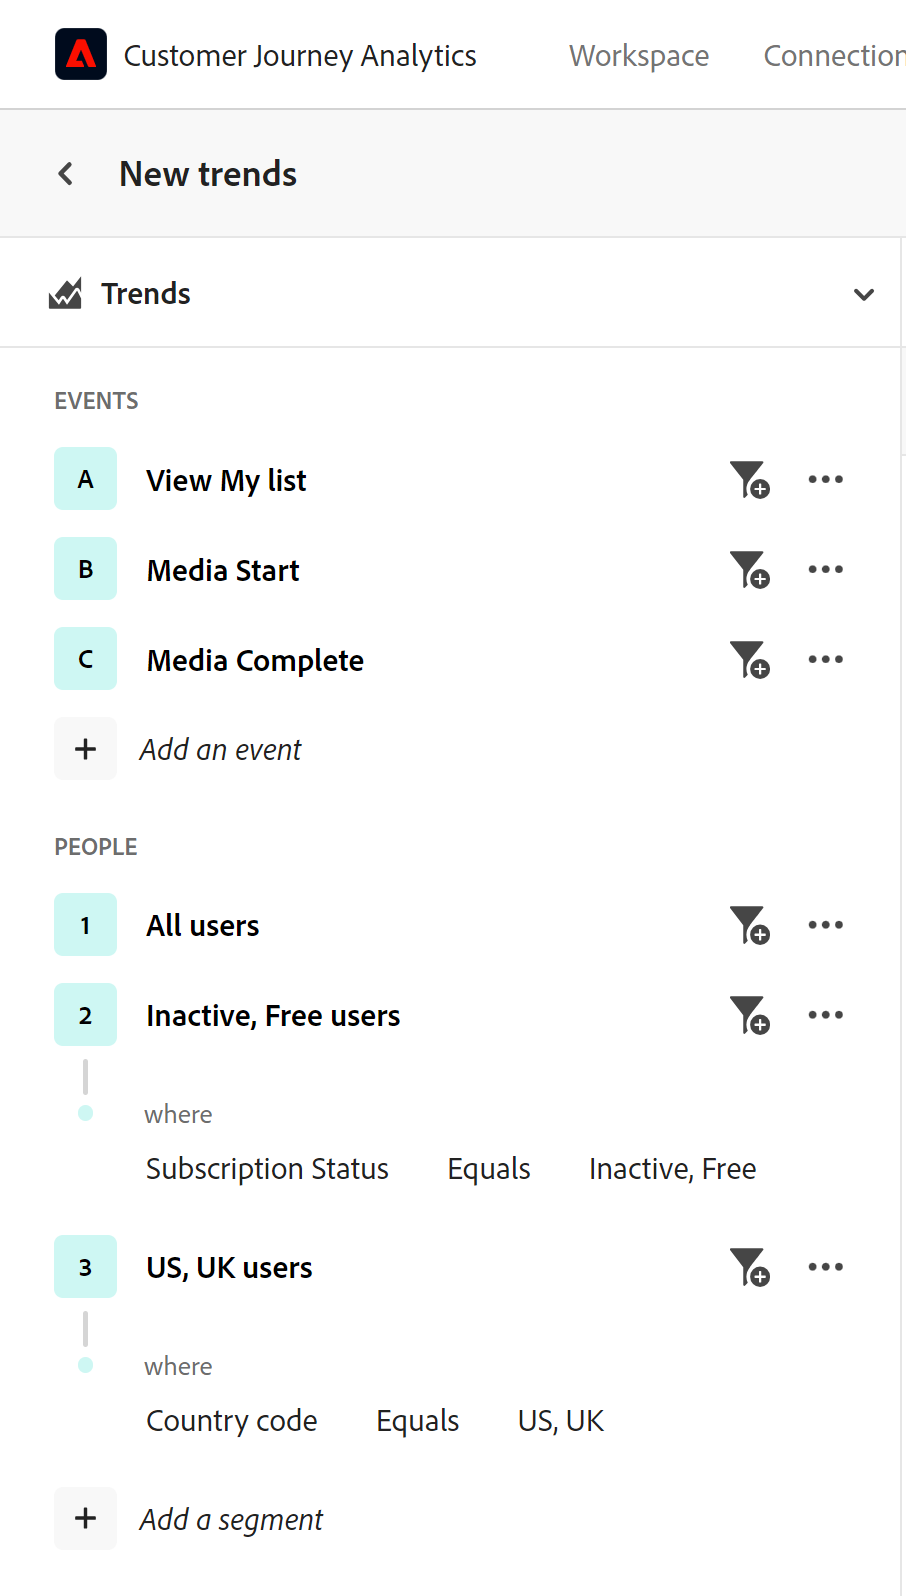 Customer Journey Analytics Workspace Connection
New trends
Trends
EVENTS
A View My list
B Media Start
C Media Complete
+ Add an event
PEOPLE
1 All users
2 Inactive, Free users
where
Subscription Status Equals Inactive, Free
3 US, UK users
where
Country code Equals US, UK
+ Add a segment